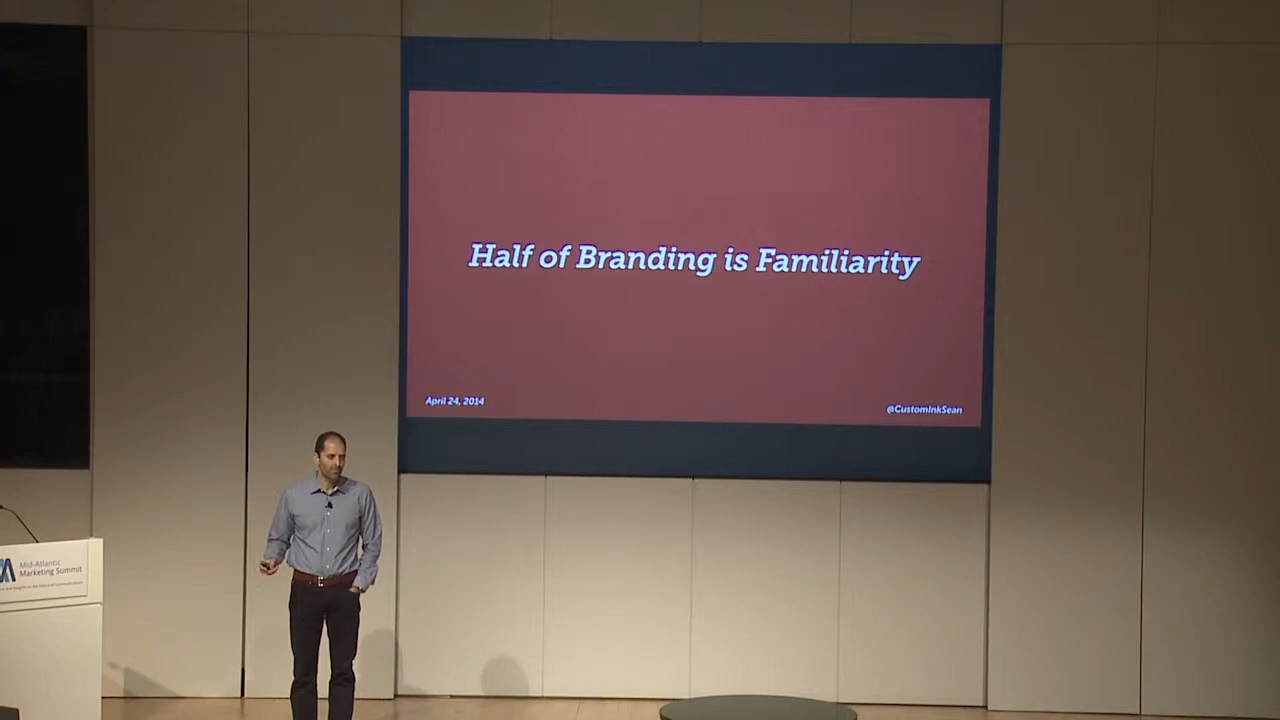 Half of Branding is Familiarity
April 24, 2014
@CustomInkSean
Mid-Atlantic
Marketing Summit